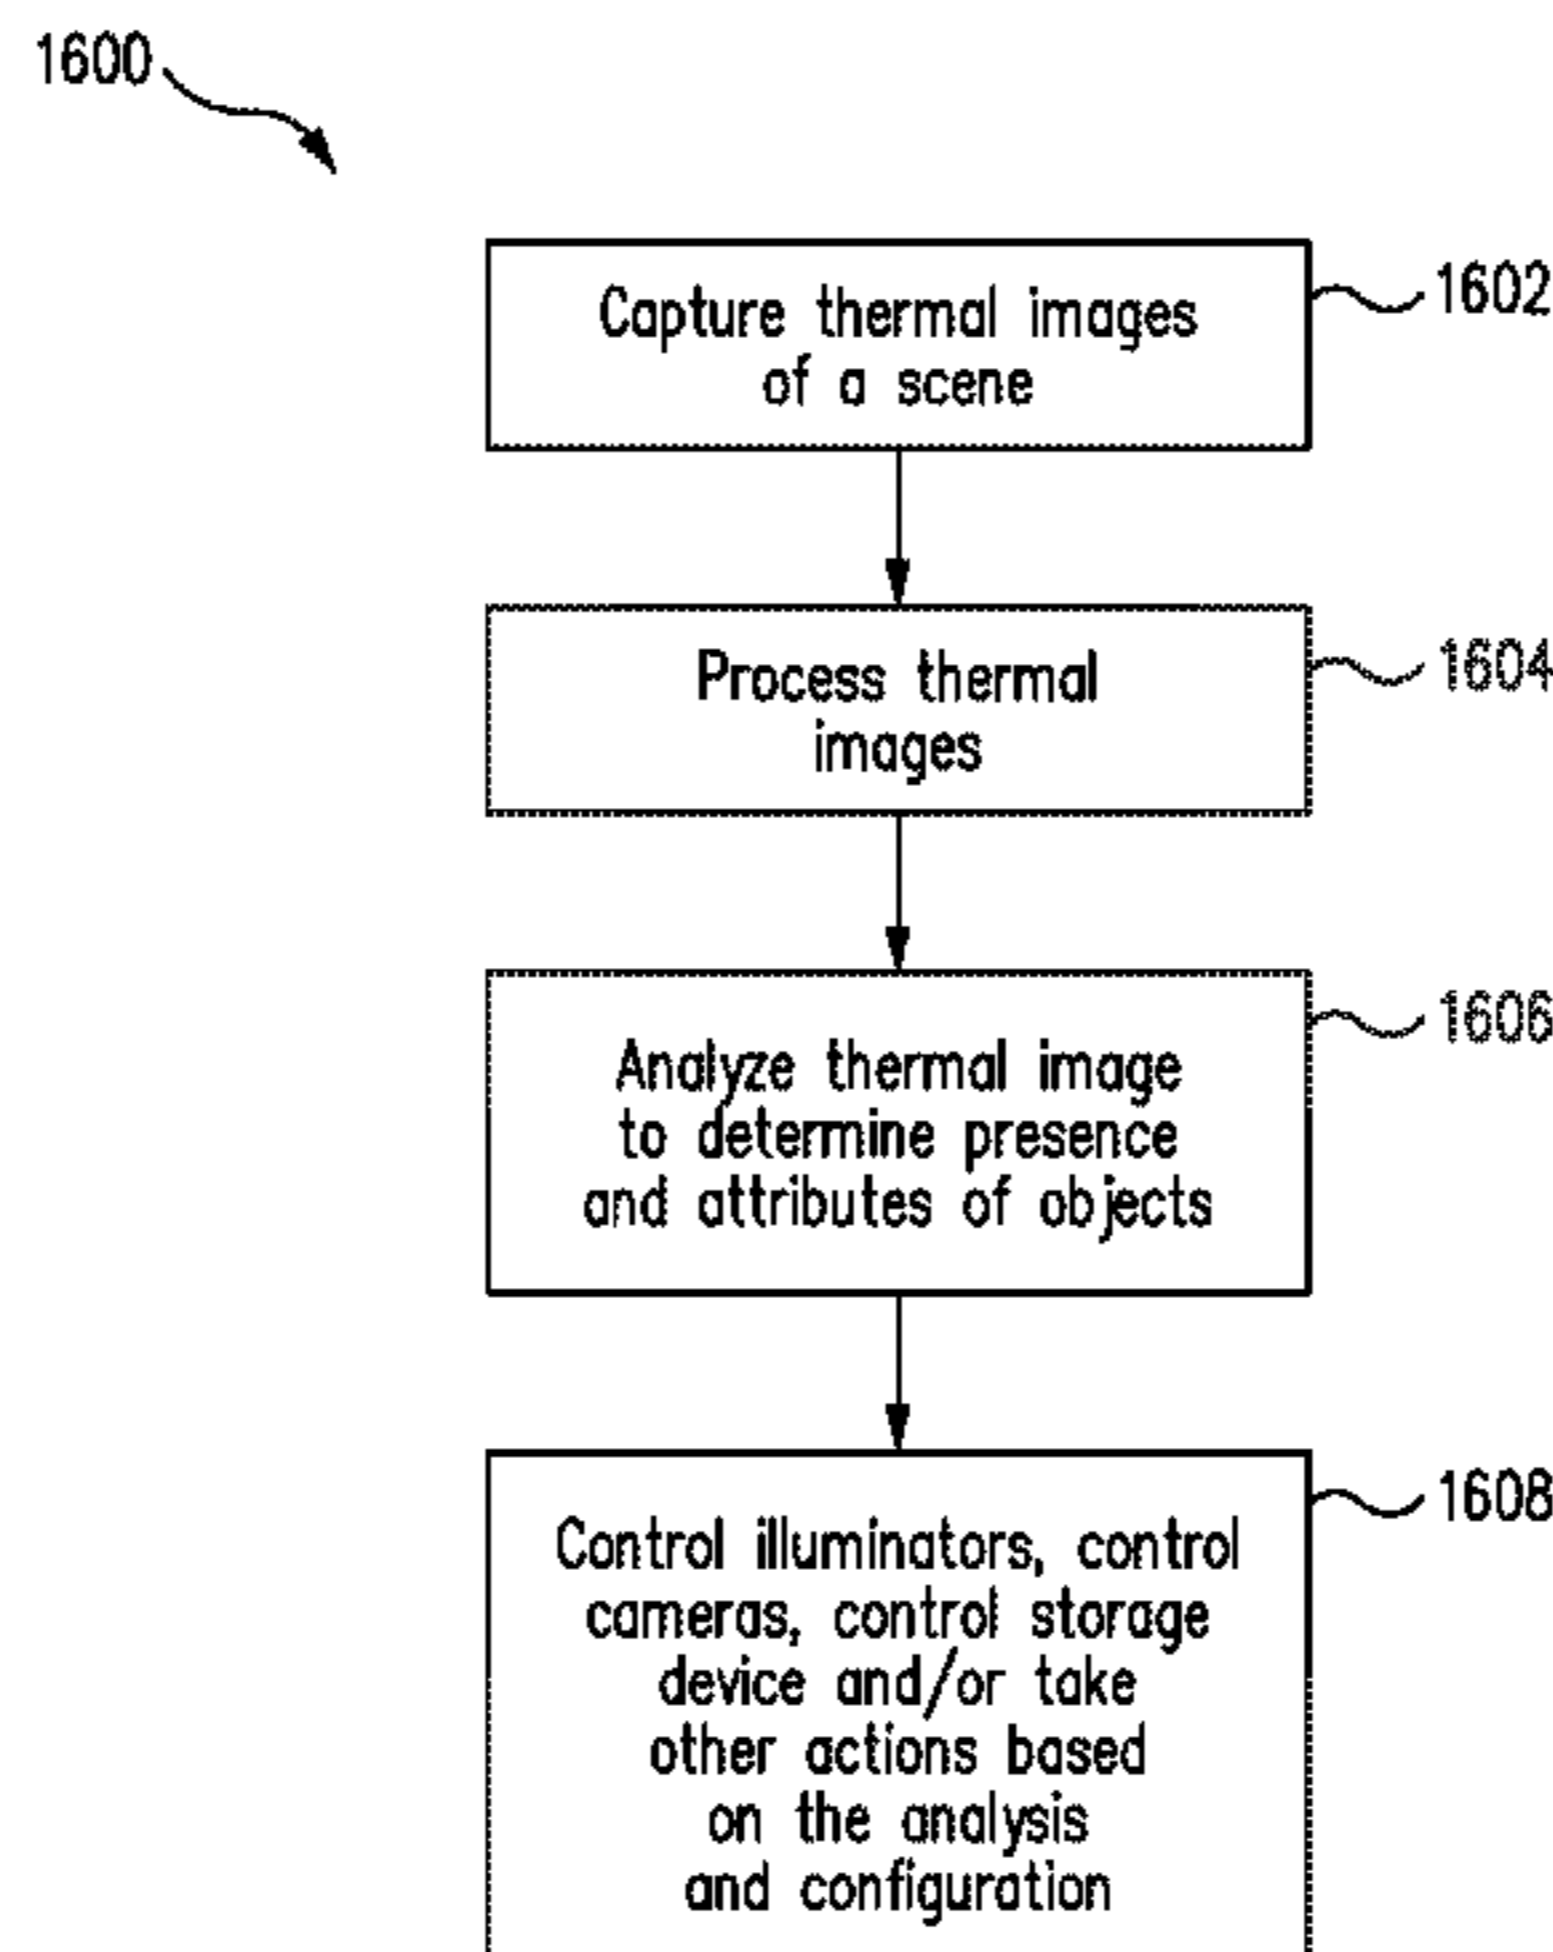 1600
Capture thermal images
of a scene
1602
Process thermal
images
1604
Analyze thermal image
to determine presence
and attributes of objects
1606
Control illuminators, control
cameras, control storage
device and/or take
other actions based
on the analysis
and configuration
1608